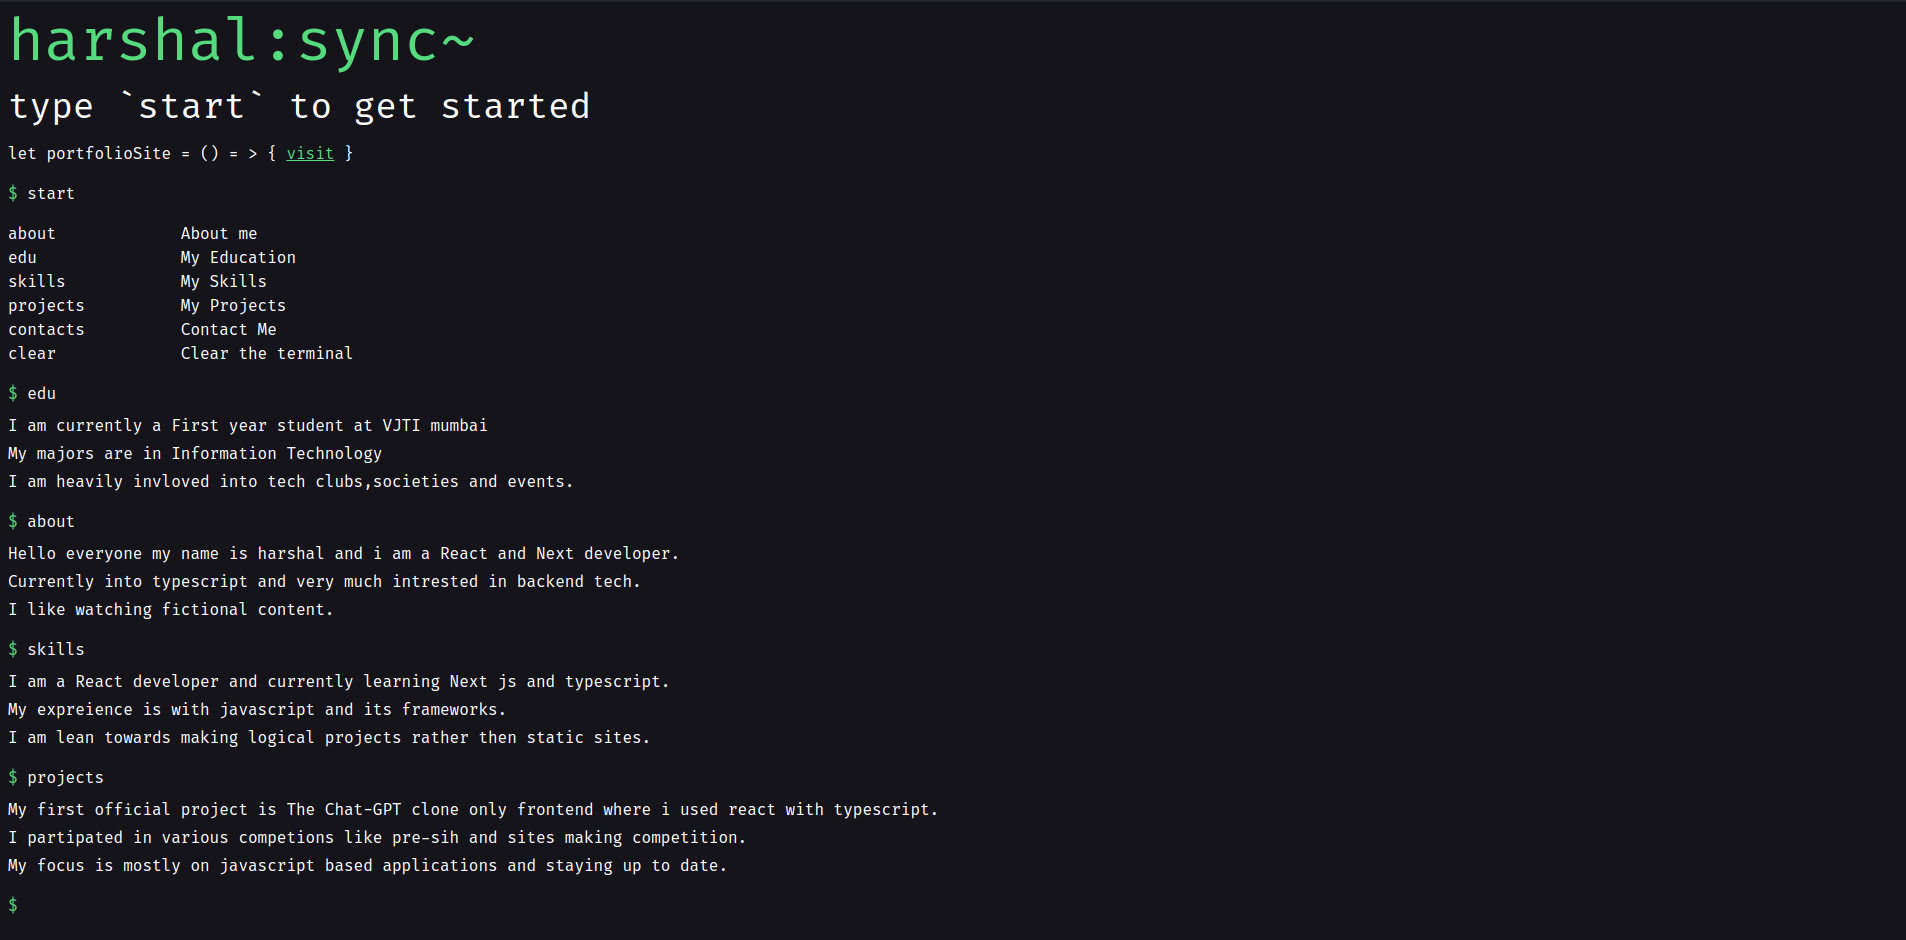 harshal:sync~
type `start` to get started
let portfolioSite = () = > { visit }
$ start
about About me
edu My Education
skills My Skills
projects My Projects
contacts Contact Me
clear Clear the terminal
$ edu
I am currently a First year student at VJTI mumbai
My majors are in Information Technology
I am heavily invloved into tech clubs,societies and events.
$ about
Hello everyone my name is harshal and i am a React and Next developer.
Currently into typescript and very much intrested in backend tech.
I like watching fictional content.
$ skills
I am a React developer and currently learning Next js and typescript.
My expreience is with javascript and its frameworks.
I am lean towards making logical projects rather then static sites.
$ projects
My first official project is The Chat-GPT clone only frontend where i used react with typescript.
I partipated in various competions like pre-sih and sites making competition.
My focus is mostly on javascript based applications and staying up to date.
$